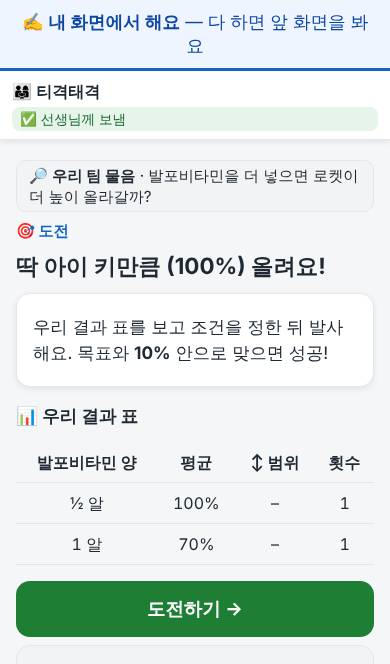 ✍️ 내 화면에서 해요 — 다 하면 앞 화면을 봐
요
👨‍👩‍👧 티격태격
✅ 선생님께 보냄
🔎 우리 팀 물음 · 발포비타민을 더 넣으면 로켓이
더 높이 올라갈까?
🎯 도전
딱 아이 키만큼 (100%) 올려요!
우리 결과 표를 보고 조건을 정한 뒤 발사
해요. 목표와 10% 안으로 맞으면 성공!
📊 우리 결과 표
발포비타민 양 평균 ↕ 범위 횟수
½ 알 100% – 1
1 알 70% – 1
도전하기 →